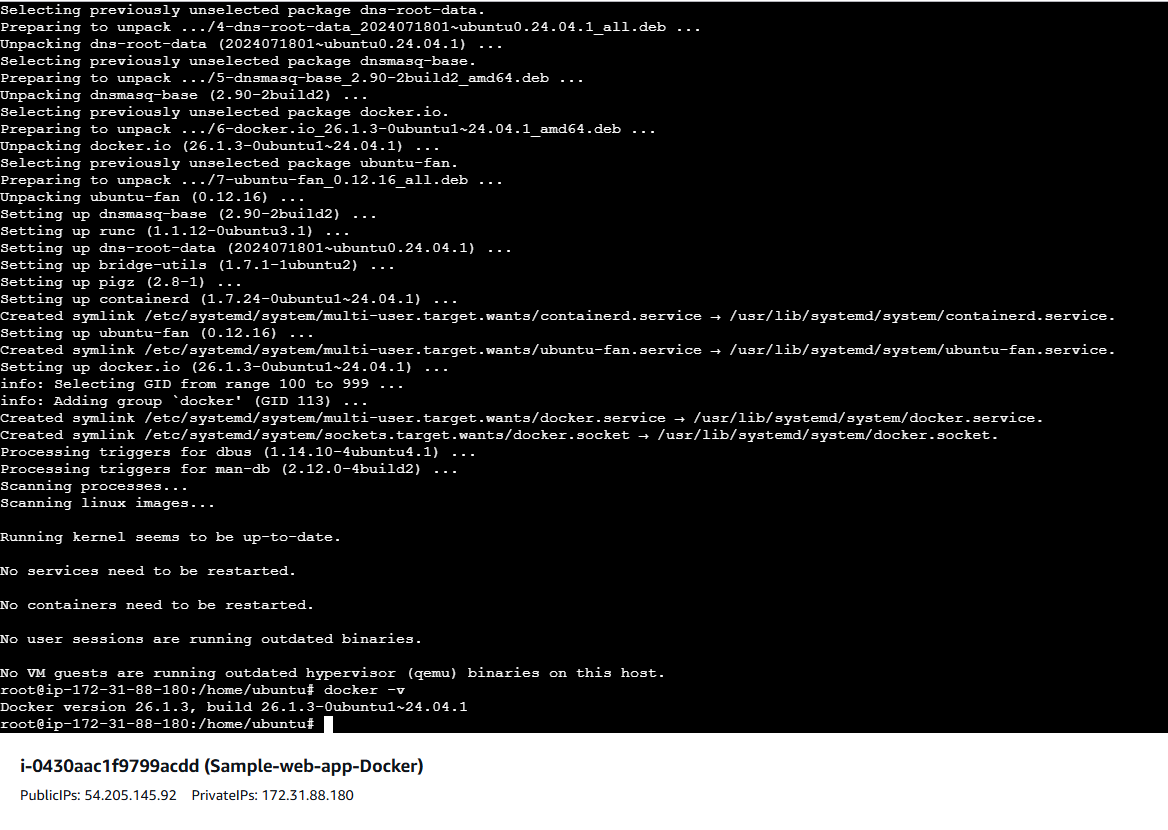 Selecting previously unselected package dns-root-data.
Preparing to unpack .../4-dns-root-data_2024071801~ubuntu0.24.04.1_all.deb ...
Unpacking dns-root-data (2024071801~ubuntu0.24.04.1) ...
Selecting previously unselected package dnsmasq-base.
Preparing to unpack .../5-dnsmasq-base_2.90-2build2_amd64.deb ...
Unpacking dnsmasq-base (2.90-2build2) ...
Selecting previously unselected package docker.io.
Preparing to unpack .../6-docker.io_26.1.3-0ubuntu1~24.04.1_amd64.deb ...
Unpacking docker.io (26.1.3-0ubuntu1~24.04.1) ...
Selecting previously unselected package ubuntu-fan.
Preparing to unpack .../7-ubuntu-fan_0.12.16_all.deb ...
Unpacking ubuntu-fan (0.12.16) ...
Setting up dnsmasq-base (2.90-2build2) ...
Setting up runc (1.1.12-0ubuntu3.1) ...
Setting up dns-root-data (2024071801~ubuntu0.24.04.1) ...
Setting up bridge-utils (1.7.1-1ubuntu2) ...
Setting up pigz (2.8-1) ...
Setting up containerd (1.7.24-0ubuntu1~24.04.1) ...
Created symlink /etc/systemd/system/multi-user.target.wants/containerd.service → /usr/lib/systemd/system/containerd.service.
Setting up ubuntu-fan (0.12.16) ...
Created symlink /etc/systemd/system/multi-user.target.wants/ubuntu-fan.service → /usr/lib/systemd/system/ubuntu-fan.service.
Setting up docker.io (26.1.3-0ubuntu1~24.04.1) ...
info: Selecting GID from range 100 to 999 ...
info: Adding group `docker' (GID 113) ...
Created symlink /etc/systemd/system/multi-user.target.wants/docker.service → /usr/lib/systemd/system/docker.service.
Created symlink /etc/systemd/system/sockets.target.wants/docker.socket → /usr/lib/systemd/system/docker.socket.
Processing triggers for dbus (1.14.10-4ubuntu4.1) ...
Processing triggers for man-db (2.12.0-4build2) ...
Scanning processes...
Scanning linux images...
Running kernel seems to be up-to-date.
No services need to be restarted.
No containers need to be restarted.
No user sessions are running outdated binaries.
No VM guests are running outdated hypervisor (qemu) binaries on this host.
root@ip-172-31-88-180:/home/ubuntu# docker -v
Docker version 26.1.3, build 26.1.3-0ubuntu1~24.04.1
root@ip-172-31-88-180:/home/ubuntu#
i-0430aac1f9799acdd (Sample-web-app-Docker)
PublicIPs: 54.205.145.92 PrivateIPs: 172.31.88.180